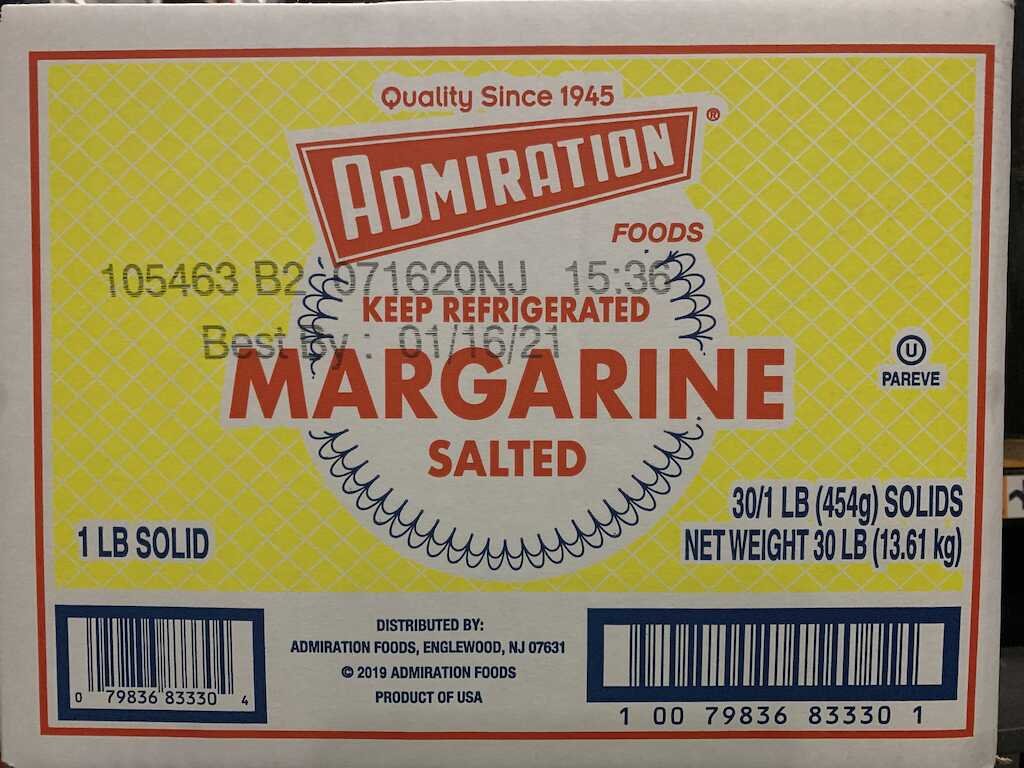 Quality Since 1945
ADMIRATION®
FOODS
105463 B2 071620NJ 15:36
KEEP REFRIGERATED
Best By : 01/16/21
MARGARINE
SALTED
U
PAREVE
1 LB SOLID
30/1 LB (454g) SOLIDS
NET WEIGHT 30 LB (13.61 kg)
0 79836 83330 4
DISTRIBUTED BY:
ADMIRATION FOODS, ENGLEWOOD, NJ 07631
© 2019 ADMIRATION FOODS
PRODUCT OF USA
1 00 79836 83330 1